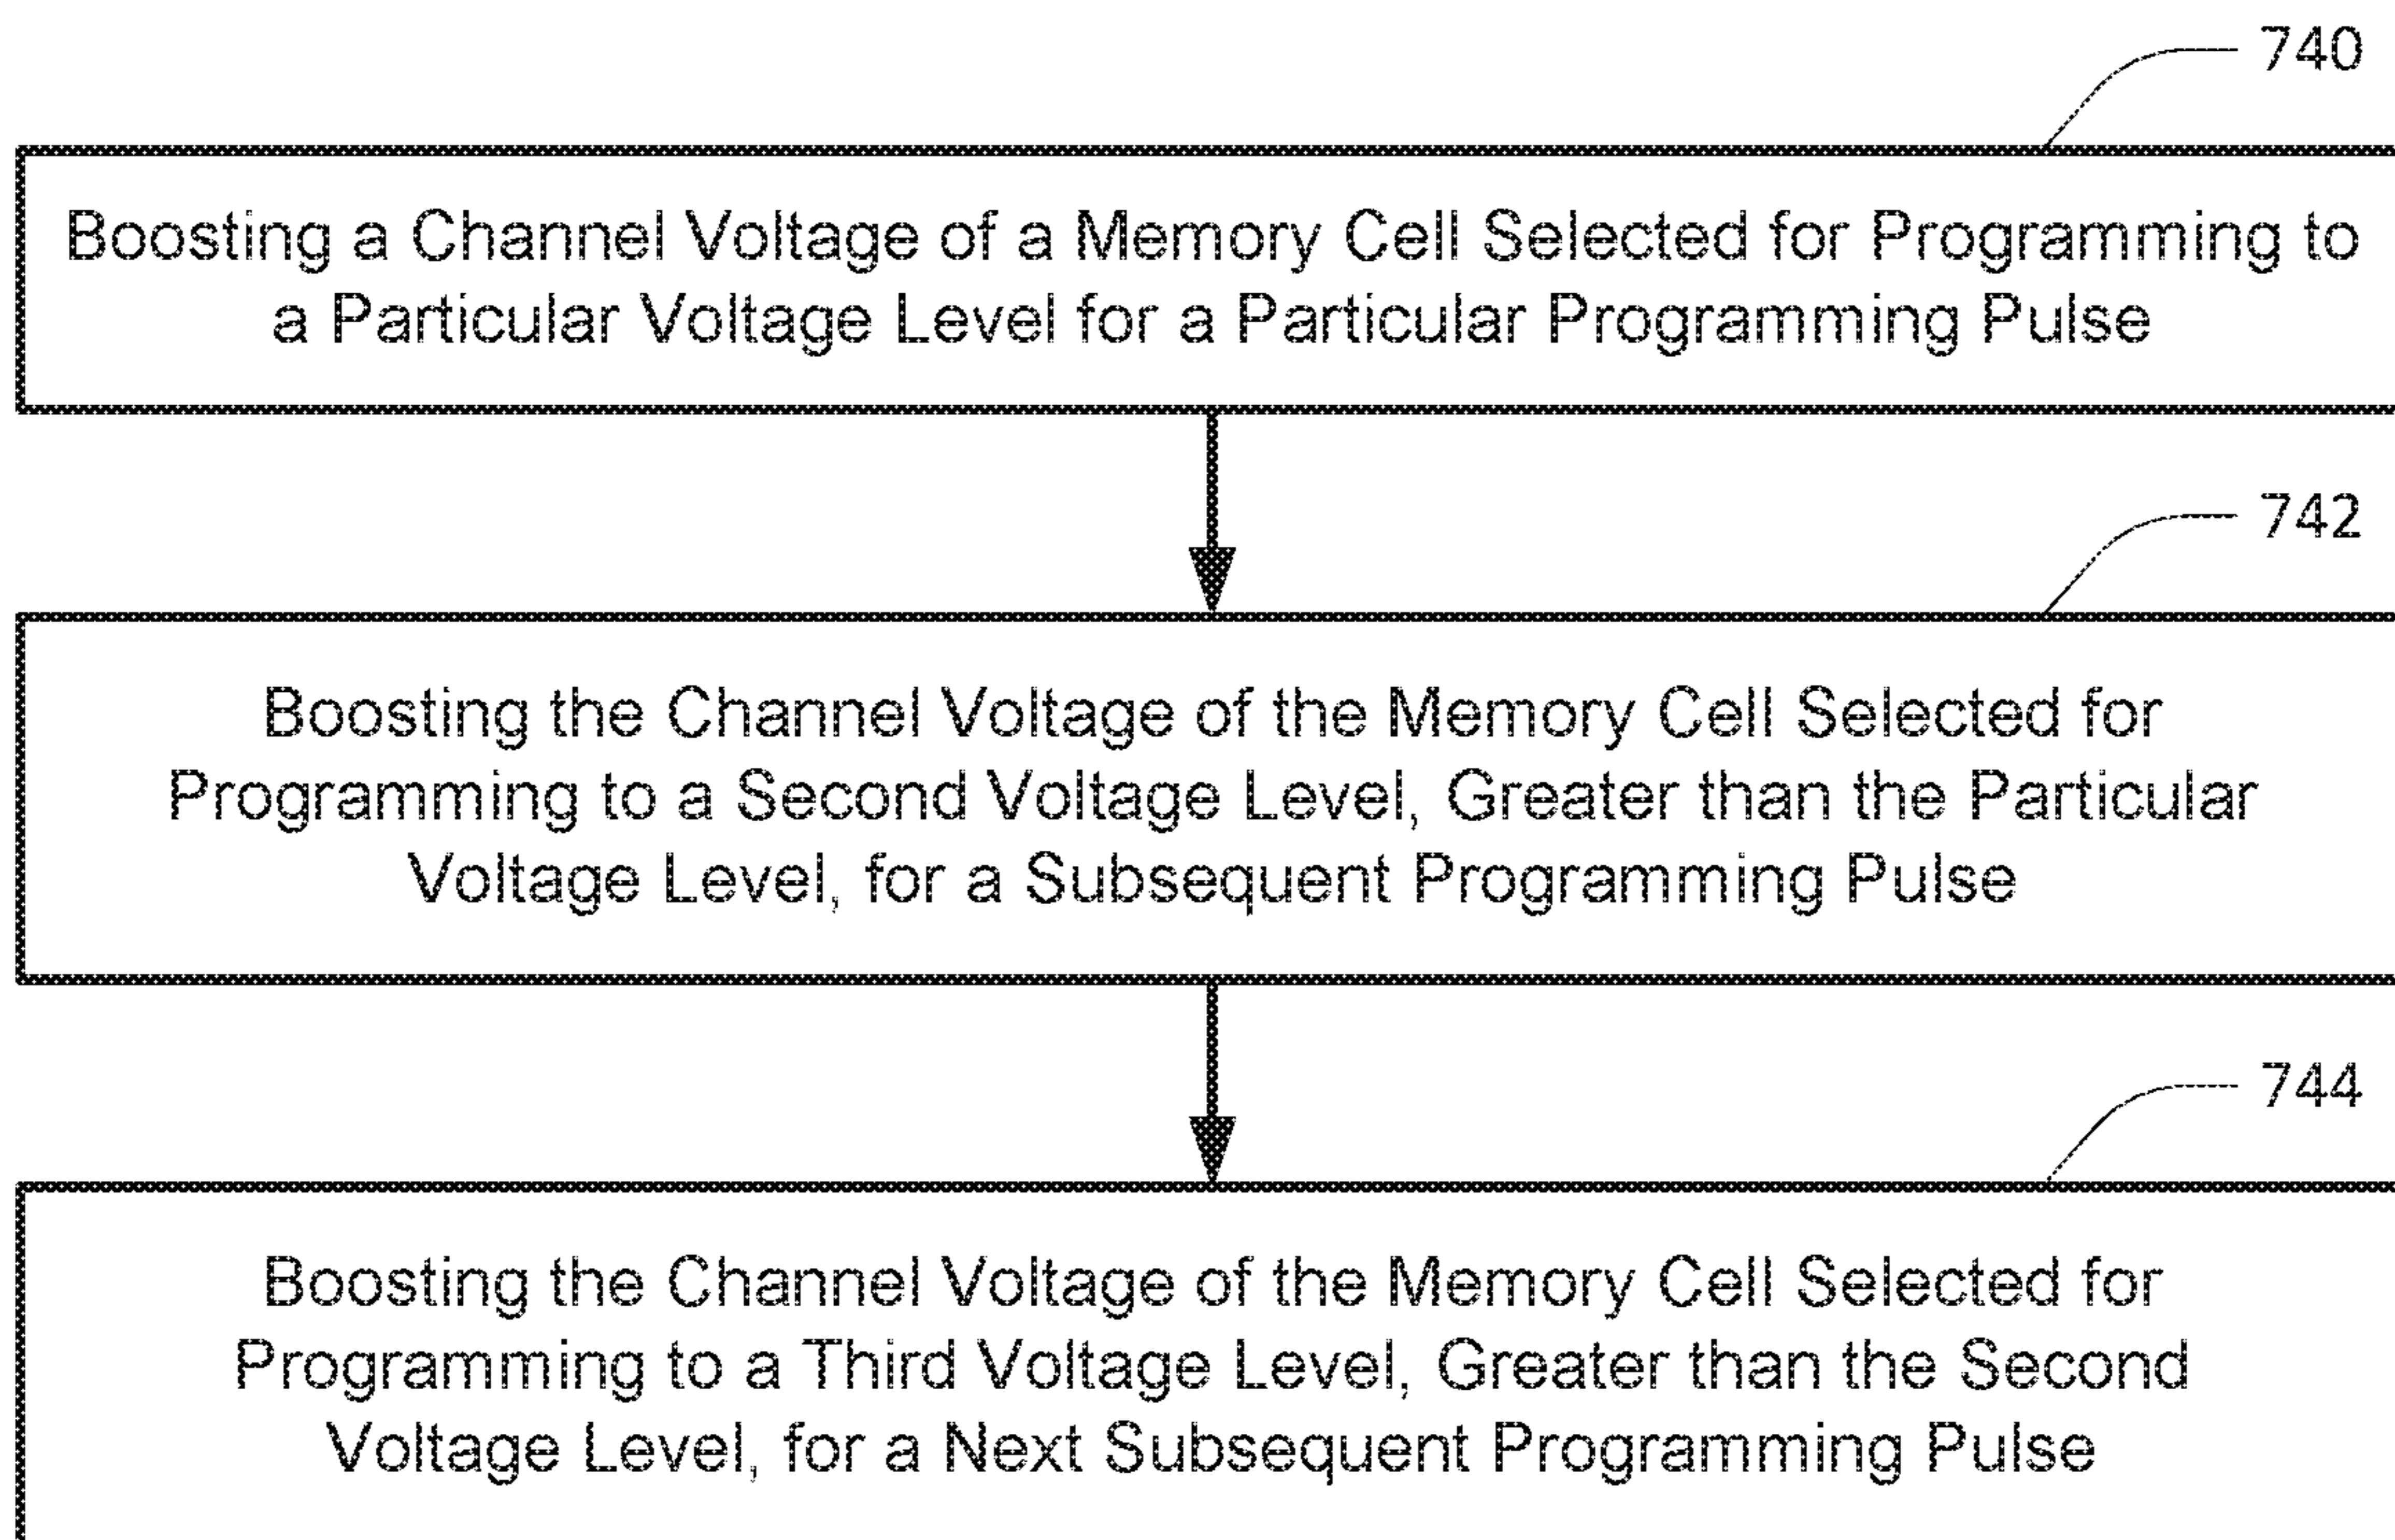 740
Boosting a Channel Voltage of a Memory Cell Selected for Programming to
a Particular Voltage Level for a Particular Programming Pulse
742
Boosting the Channel Voltage of the Memory Cell Selected for
Programming to a Second Voltage Level, Greater than the Particular
Voltage Level, for a Subsequent Programming Pulse
744
Boosting the Channel Voltage of the Memory Cell Selected for
Programming to a Third Voltage Level, Greater than the Second
Voltage Level, for a Next Subsequent Programming Pulse